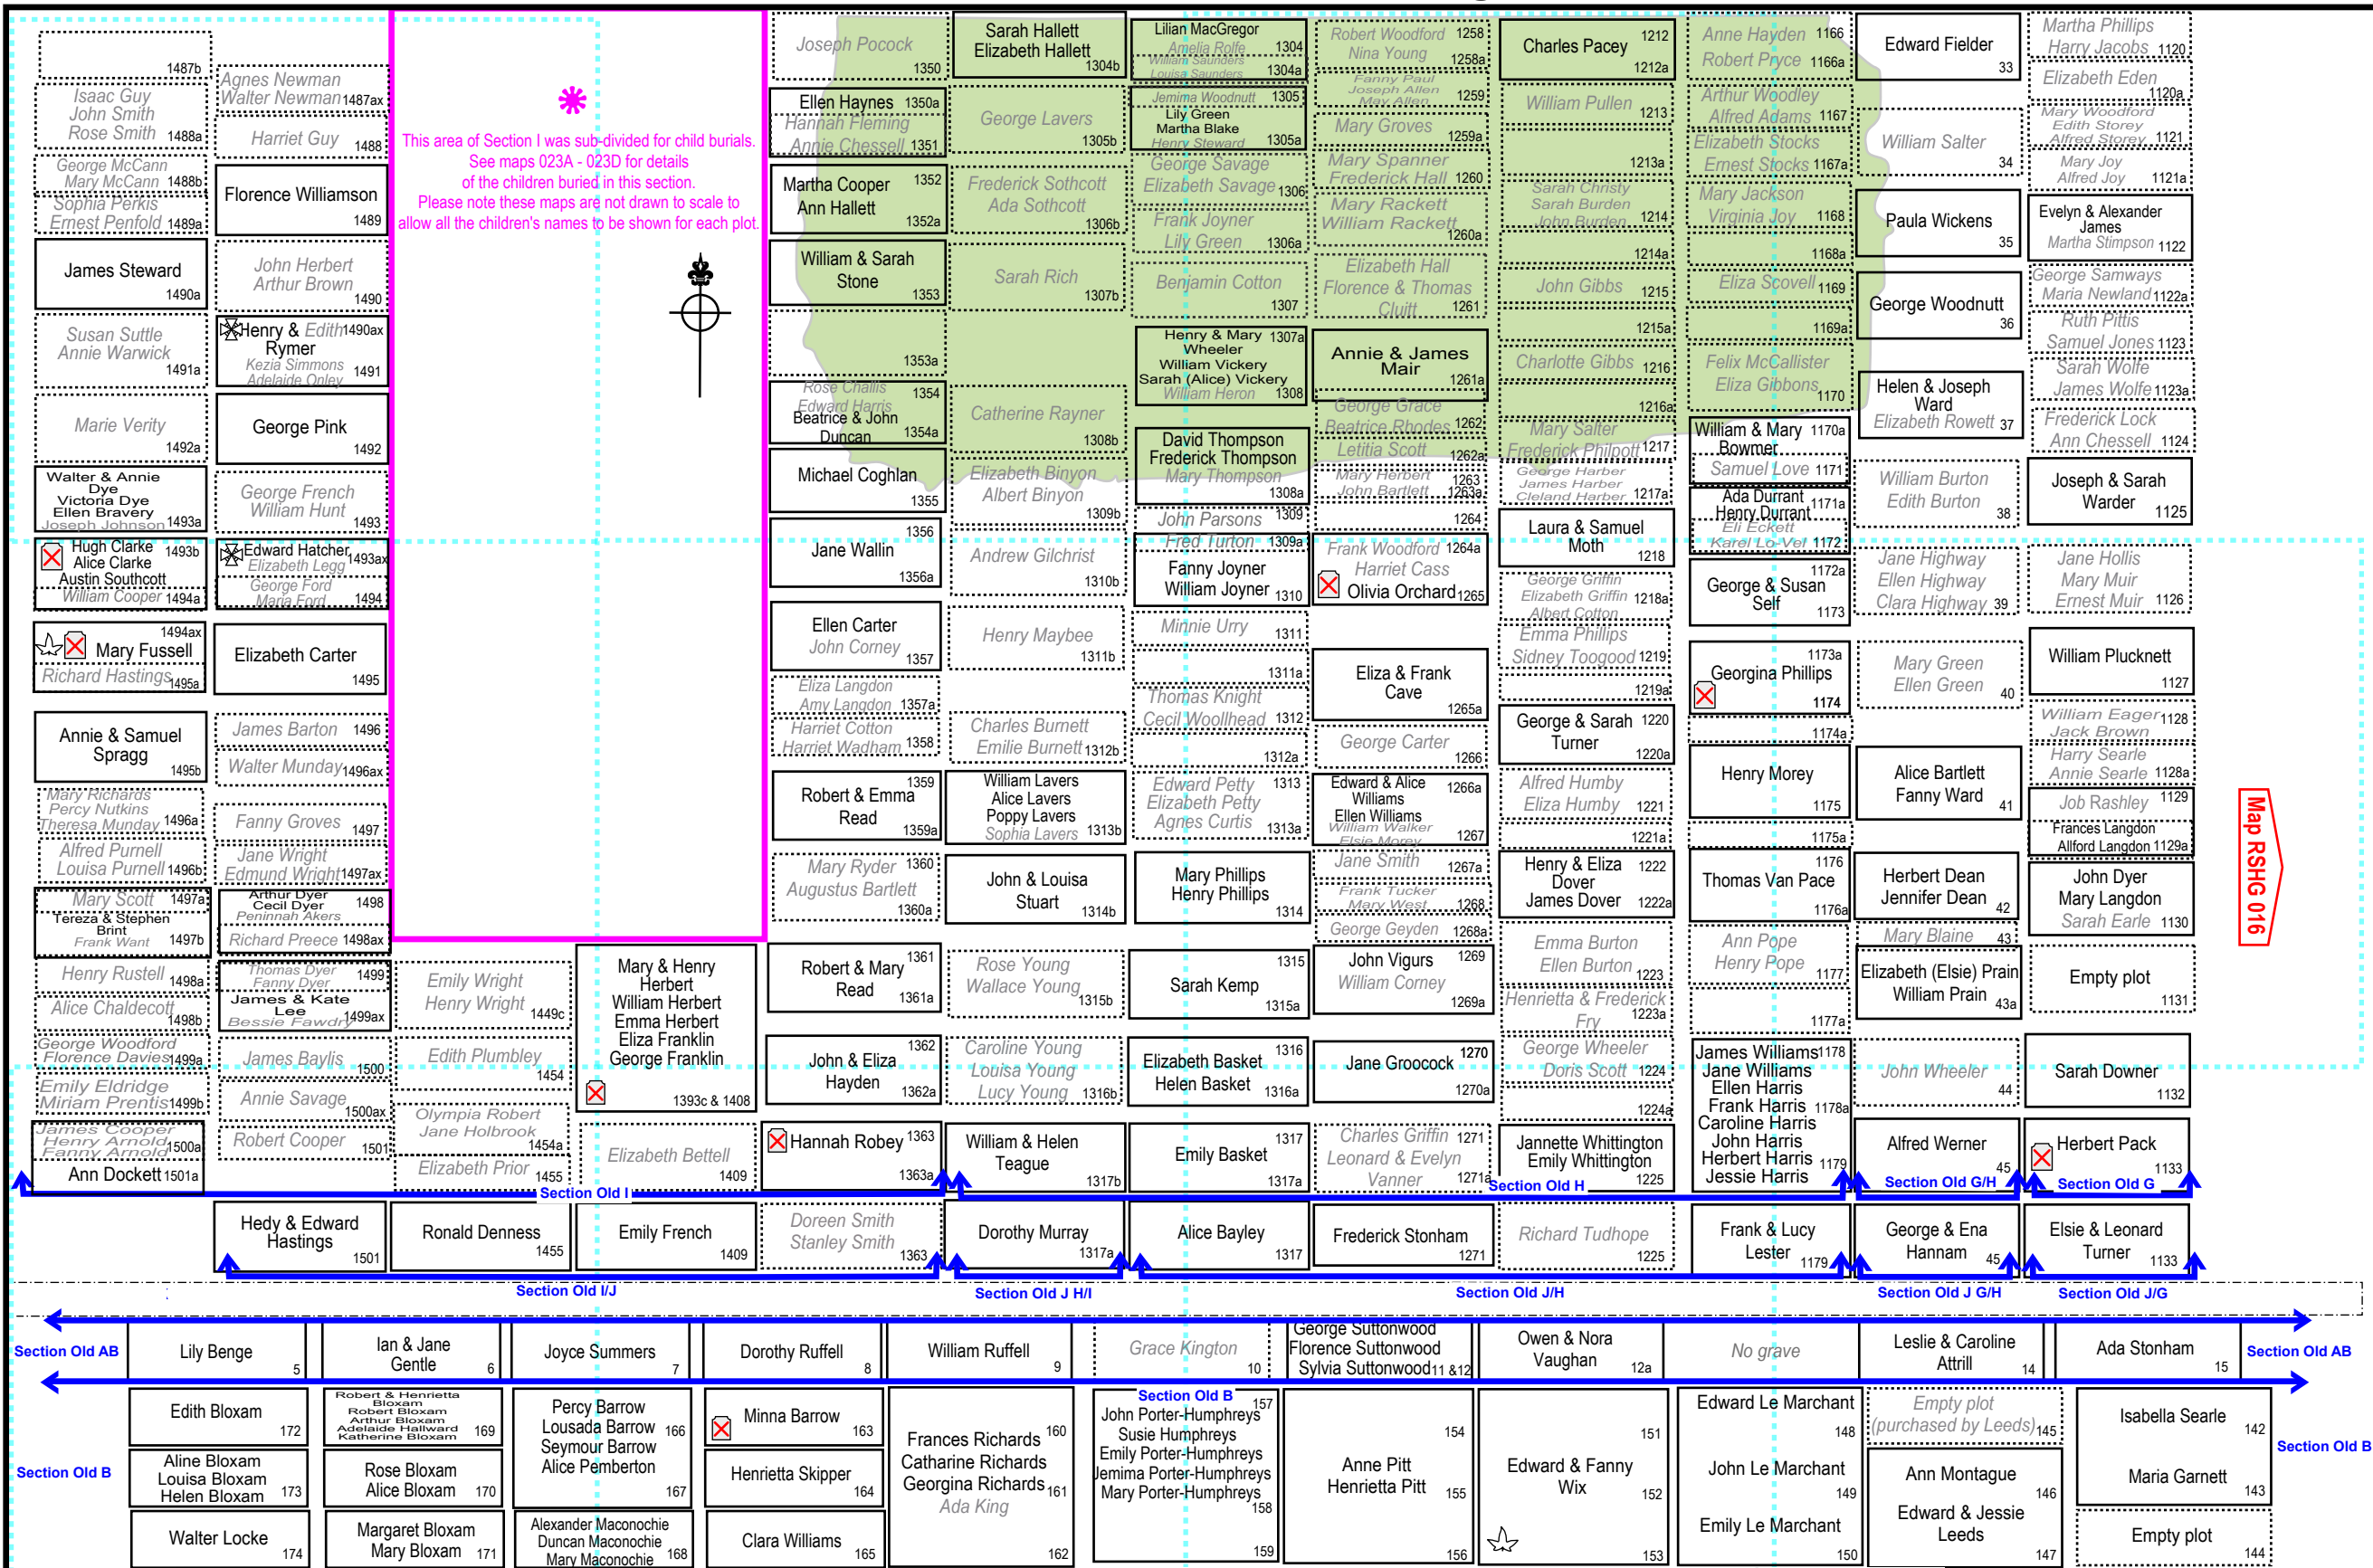 1487b
Isaac Guy
John Smith
Rose Smith 1488a
George McCann
Mary McCann 1488b
Sophia Perkis
Ernest Penfold 1489a
James Steward
1490a
Susan Suttle
Annie Warwick
1491a
Marie Verity
1492a
Walter & Annie
Dye
Victoria Dye
Ellen Bravery
Joseph Johnson 1493a
Hugh Clarke 1493b
Alice Clarke
Austin Southcott
William Cooper 1494a
1494ax
Mary Fussell
Richard Hastings 1495a
Annie & Samuel
Spragg
1495b
Mary Richards
Percy Nutkins
Theresa Munday 1496a
Alfred Purnell
Louisa Purnell 1496b
Mary Scott 1497a
Tereza & Stephen
Brint
Frank Want 1497b
Henry Rustell 1498a
Alice Chaldecott 1498b
George Woodford
Florence Davies 1499a
Emily Eldridge
Miriam Prentis 1499b
James Cooper
Henry Arnold
Fanny Arnold 1500a
Ann Dockett 1501a
Agnes Newman
Walter Newman 1487ax
Harriet Guy 1488
Florence Williamson
1489
John Herbert
Arthur Brown
1490
Henry & Edith 1490ax
Rymer
Kezia Simmons
Adelaide Onley 1491
George Pink
1492
George French
William Hunt
1493
Edward Hatcher
Elizabeth Legg 1493ax
George Ford
Maria Ford 1494
Elizabeth Carter
1495
James Barton 1496
Walter Munday 1496ax
Fanny Groves 1497
Jane Wright
Edmund Wright 1497ax
Arthur Dyer
Cecil Dyer 1498
Peninnah Akers
Richard Preece 1498ax
Thomas Dyer 1499
Fanny Dyer
James & Kate
Lee
Bessie Fawdry 1499ax
James Baylis
1500
Annie Savage
1500ax
Robert Cooper
1501
This area of Section I was sub-divided for child burials.
See maps 023A - 023D for details
of the children buried in this section.
Please note these maps are not drawn to scale to
allow all the children's names to be shown for each plot.
Emily Wright
Henry Wright
1449c
Edith Plumbley
1454
Olympia Robert
Jane Holbrook
1454a
Elizabeth Prior
1455
Mary & Henry
Herbert
William Herbert
Emma Herbert
Eliza Franklin
George Franklin
1393c & 1408
Elizabeth Bettell
1409
Joseph Pocock
1350
Ellen Haynes 1350a
Hannah Fleming
Annie Chessell 1351
Martha Cooper 1352
Ann Hallett
1352a
William & Sarah
Stone
1353
1353a
Rose Challis
Edward Harris 1354
Beatrice & John
Duncan 1354a
Michael Coghlan
1355
1356
Jane Wallin
1356a
Ellen Carter
John Corney
1357
Eliza Langdon
Amy Langdon 1357a
Harriet Cotton
Harriet Wadham 1358
1359
Robert & Emma
Read
1359a
Mary Ryder 1360
Augustus Bartlett
1360a
Robert & Mary 1361
Read
1361a
1362
John & Eliza
Hayden
1362a
Hannah Robey 1363
1363a
Sarah Hallett
Elizabeth Hallett
1304b
George Lavers
1305b
Frederick Sothcott
Ada Sothcott
1306b
Sarah Rich
1307b
Catherine Rayner
1308b
Elizabeth Binyon
Albert Binyon
1309b
Andrew Gilchrist
1310b
Henry Maybee
1311b
Charles Burnett
Emilie Burnett 1312b
William Lavers
Alice Lavers
Poppy Lavers
Sophia Lavers 1313b
John & Louisa
Stuart
1314b
Rose Young
Wallace Young
1315b
Caroline Young
Louisa Young
Lucy Young 1316b
William & Helen
Teague
1317b
Lilian MacGregor
Amelia Rolfe 1304
William Saunders
Louisa Saunders 1304a
Jemima Woodnutt 1305
Lily Green
Martha Blake
Henry Steward 1305a
George Savage
Elizabeth Savage 1306
Frank Joyner
Lily Green 1306a
Benjamin Cotton
1307
Henry & Mary 1307a
Wheeler
William Vickery
Sarah (Alice) Vickery
William Heron 1308
David Thompson
Frederick Thompson
Mary Thompson
1308a
John Parsons 1309
Fred Turton 1309a
Fanny Joyner
William Joyner 1310
Minnie Urry 1311
1311a
Thomas Knight
Cecil Woollhead 1312
1312a
Edward Petty 1313
Elizabeth Petty
Agnes Curtis 1313a
Mary Phillips
Henry Phillips
1314
1315
Sarah Kemp
1315a
Elizabeth Basket 1316
Helen Basket
1316a
1317
Emily Basket
1317a
Robert Woodford 1258
Nina Young 1258a
Fanny Paul
Joseph Allen
May Allen 1259
Mary Groves
1259a
Mary Spanner
Frederick Hall 1260
Mary Rackett
William Rackett
1260a
Elizabeth Hall
Florence & Thomas
Cluitt 1261
Annie & James
Mair
1261a
George Grace
Beatrice Rhodes 1262
Letitia Scott 1262a
Mary Herbert 1263
John Bartlett 1263a
1264
Frank Woodford 1264a
Harriet Cass
Olivia Orchard 1265
Eliza & Frank
Cave
1265a
George Carter
1266
Edward & Alice 1266a
Williams
Ellen Williams
William Walker
Elsie Morey 1267
Jane Smith 1267a
Frank Tucker
Mary West 1268
George Geyden 1268a
John Vigurs 1269
William Corney
1269a
Jane Groocock 1270
1270a
Charles Griffin 1271
Leonard & Evelyn
Vanner 1271a
Charles Pacey 1212
1212a
William Pullen
1213
1213a
Sarah Christy
Sarah Burden
John Burden 1214
1214a
John Gibbs 1215
1215a
Charlotte Gibbs 1216
1216a
Mary Salter
Frederick Philpott 1217
George Harber
James Harber
Cleland Harber 1217a
Laura & Samuel
Moth
1218
George Griffin
Elizabeth Griffin 1218a
Albert Cotton
Emma Phillips
Sidney Toogood 1219
1219a
George & Sarah 1220
Turner
1220a
Alfred Humby
Eliza Humby 1221
1221a
Henry & Eliza 1222
Dover
James Dover 1222a
Emma Burton
Ellen Burton
1223
Henrietta & Frederick
Fry 1223a
George Wheeler
Doris Scott 1224
1224a
Jannette Whittington
Emily Whittington
1225
Anne Hayden 1166
Robert Pryce 1166a
Arthur Woodley
Alfred Adams 1167
Elizabeth Stocks
Ernest Stocks 1167a
Mary Jackson
Virginia Joy 1168
1168a
Eliza Scovell 1169
1169a
Felix McCallister
Eliza Gibbons
1170
William & Mary 1170a
Bowmer
Samuel Love 1171
Ada Durrant 1171a
Henry Durrant
Eli Eckett
Karel Lo-Vel 1172
1172a
George & Susan
Self
1173
1173a
Georgina Phillips
1174
1174a
Henry Morey
1175
1175a
1176
Thomas Van Pace
1176a
Ann Pope
Henry Pope
1177
1177a
James Williams 1178
Jane Williams
Ellen Harris
Frank Harris 1178a
Caroline Harris
John Harris
Herbert Harris
Jessie Harris 1179
Edward Fielder
33
William Salter
34
Paula Wickens
35
George Woodnutt
36
Helen & Joseph
Ward
Elizabeth Rowett 37
William Burton
Edith Burton
38
Jane Highway
Ellen Highway
Clara Highway 39
Mary Green
Ellen Green
40
Alice Bartlett
Fanny Ward
41
Herbert Dean
Jennifer Dean 42
Mary Blaine 43
Elizabeth (Elsie) Prain
William Prain
43a
John Wheeler
44
Alfred Werner
45
Martha Phillips
Harry Jacobs 1120
Elizabeth Eden
1120a
Mary Woodford
Edith Storey
Alfred Storey 1121
Mary Joy
Alfred Joy 1121a
Evelyn & Alexander
James
Martha Stimpson 1122
George Samways
Maria Newland 1122a
Ruth Pittis
Samuel Jones 1123
Sarah Wolfe
James Wolfe 1123a
Frederick Lock
Ann Chessell 1124
Joseph & Sarah
Warder
1125
Jane Hollis
Mary Muir
Ernest Muir 1126
William Plucknett
1127
William Eager 1128
Jack Brown
Harry Searle
Annie Searle 1128a
Job Rashley 1129
Frances Langdon
Allford Langdon 1129a
John Dyer
Mary Langdon
Sarah Earle 1130
Empty plot
1131
Sarah Downer
1132
Herbert Pack
1133
Map RSHG 016
Section Old I
Section Old H
Section Old G/H
Section Old G
Hedy & Edward
Hastings
1501
Ronald Denness
1455
Emily French
1409
Doreen Smith
Stanley Smith
1363
Dorothy Murray
1317a
Alice Bayley
1317
Frederick Stonham
1271
Richard Tudhope
1225
Frank & Lucy
Lester
1179
George & Ena
Hannam
45
Elsie & Leonard
Turner
1133
Section Old I/J
Section Old J H/I
Section Old J/H
Section Old J G/H
Section Old J/G
Section Old AB
Lily Benge
5
Ian & Jane
Gentle
6
Joyce Summers
7
Dorothy Ruffell
8
William Ruffell
9
Grace Kington
10
George Suttonwood
Florence Suttonwood
Sylvia Suttonwood 11 &12
Owen & Nora
Vaughan
12a
No grave
Leslie & Caroline
Attrill
14
Ada Stonham
15
Section Old AB
Section Old B
Edith Bloxam
172
Aline Bloxam
Louisa Bloxam
Helen Bloxam 173
Walter Locke
174
Robert & Henrietta
Bloxam
Robert Bloxam
Arthur Bloxam
Adelaide Hallward
Katherine Bloxam 169
Rose Bloxam
Alice Bloxam 170
Margaret Bloxam
Mary Bloxam 171
Percy Barrow
Lousada Barrow 166
Seymour Barrow
Alice Pemberton
167
Alexander Maconochie
Duncan Maconochie
Mary Maconochie 168
Minna Barrow
163
Henrietta Skipper
164
Clara Williams
165
Frances Richards 160
Catharine Richards
Georgina Richards 161
Ada King
162
Section Old B
157
John Porter-Humphreys
Susie Humphreys
Emily Porter-Humphreys
Jemima Porter-Humphreys
Mary Porter-Humphreys
158
159
154
Anne Pitt
Henrietta Pitt
155
156
151
Edward & Fanny
Wix
152
153
Edward Le Marchant
148
John Le Marchant
149
Emily Le Marchant
150
Empty plot
(purchased by Leeds) 145
Ann Montague
146
Edward & Jessie
Leeds
147
Isabella Searle
142
Maria Garnett
143
Empty plot
144
Section Old B